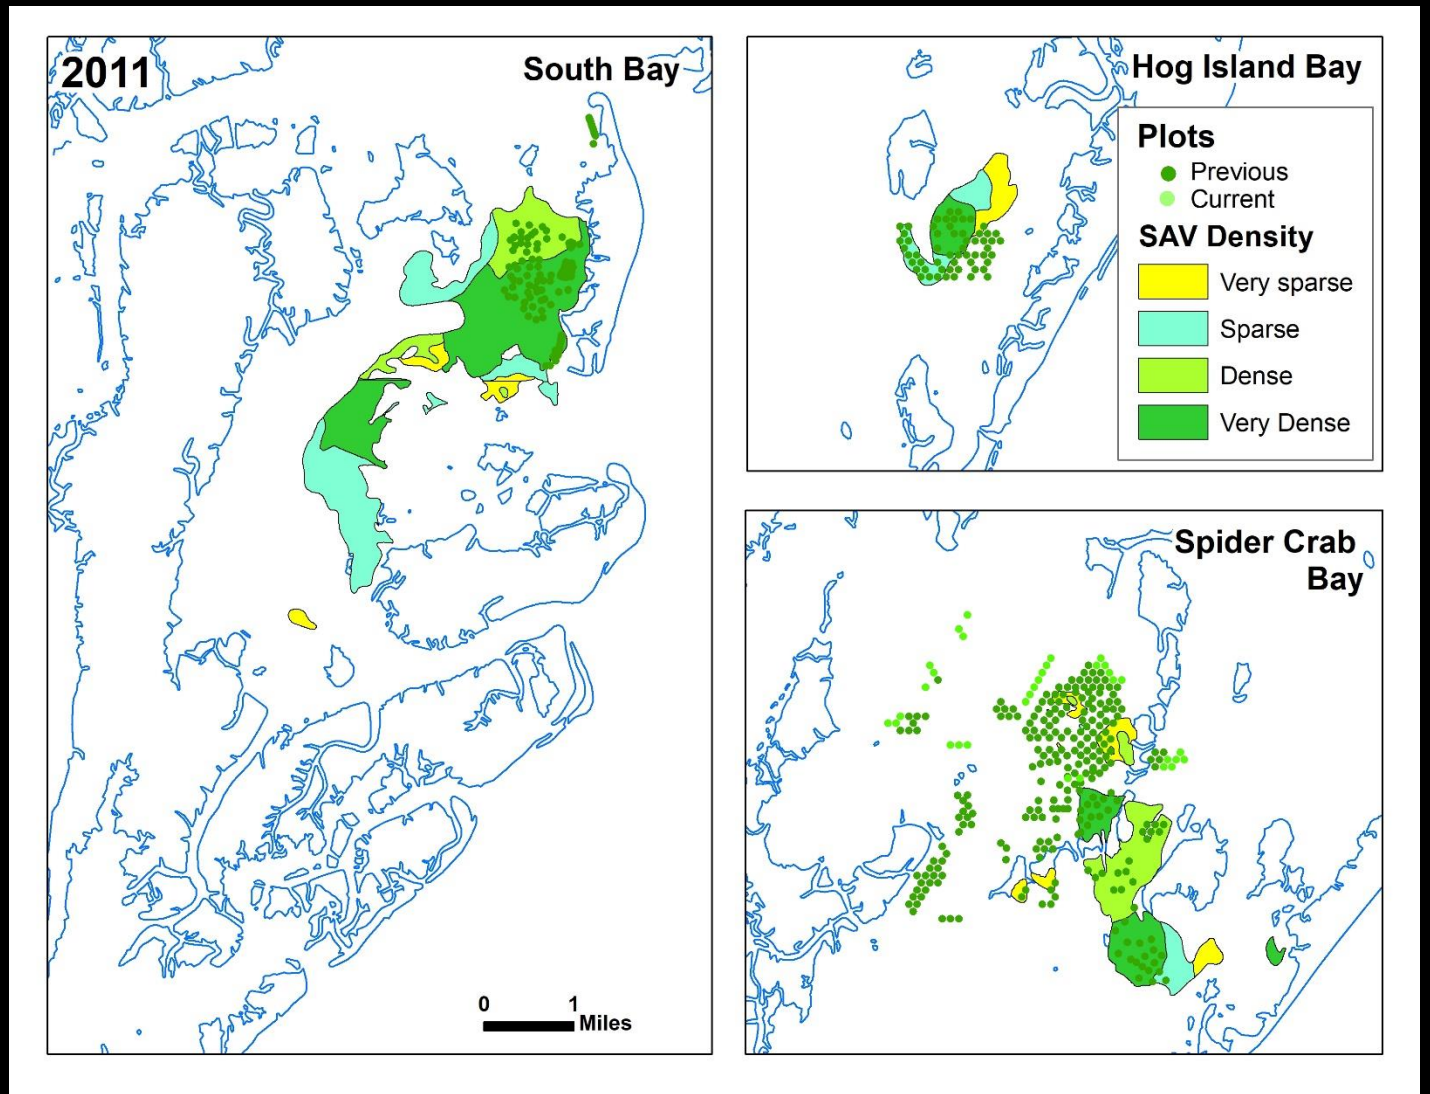 2011
South Bay
0 1
Miles
Hog Island Bay
Plots
Previous
Current
SAV Density
Very sparse
Sparse
Dense
Very Dense
Spider Crab
Bay